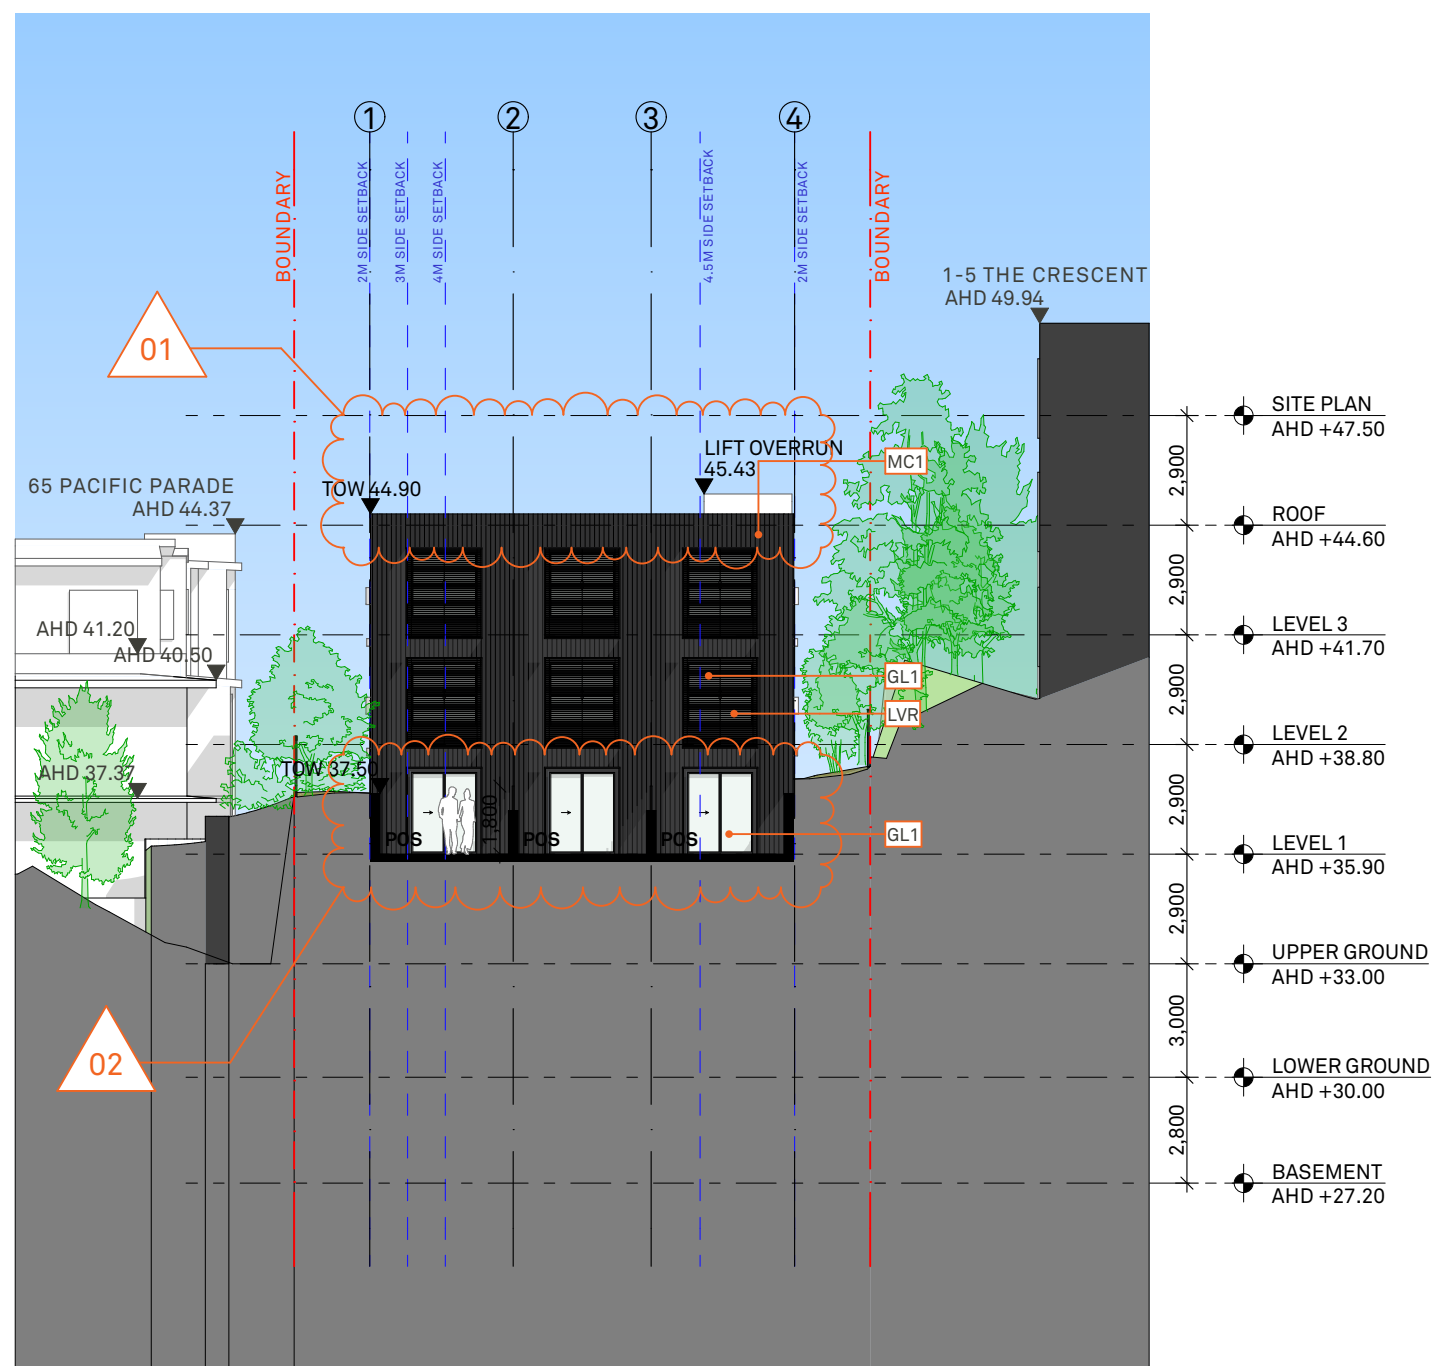 1
2
3
4
BOUNDARY
2M SIDE SETBACK
3M SIDE SETBACK
4M SIDE SETBACK
4.5M SIDE SETBACK
2M SIDE SETBACK
BOUNDARY
1-5 THE CRESCENT
AHD 49.94
01
SITE PLAN
AHD +47.50
LIFT OVERRUN
45.43
MC1
2,900
65 PACIFIC PARADE
AHD 44.37
TOW 44.90
ROOF
AHD +44.60
2,900
AHD 41.20
AHD 40.50
LEVEL 3
AHD +41.70
GL1
2,900
LVR
LEVEL 2
AHD +38.80
AHD 37.37
TOW 37.50
1,800
2,900
POS
POS
POS
GL1
LEVEL 1
AHD +35.90
2,900
UPPER GROUND
AHD +33.00
3,000
02
LOWER GROUND
AHD +30.00
2,800
BASEMENT
AHD +27.20